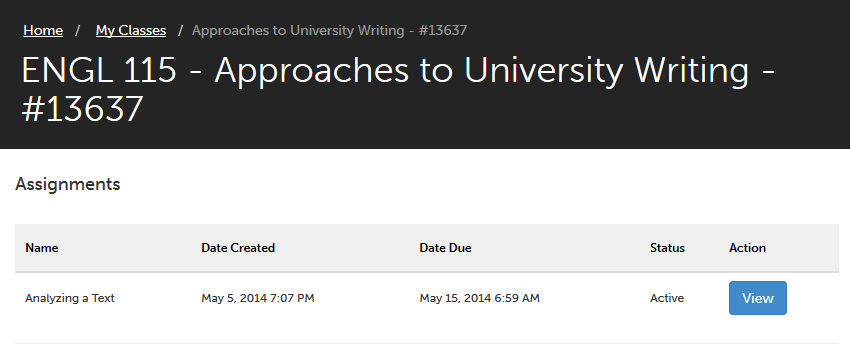 Home / My Classes / Approaches to University Writing - #13637
ENGL 115 - Approaches to University Writing -
#13637
Assignments
Name Date Created Date Due Status Action
Analyzing a Text May 5, 2014 7:07 PM May 15, 2014 6:59 AM Active View